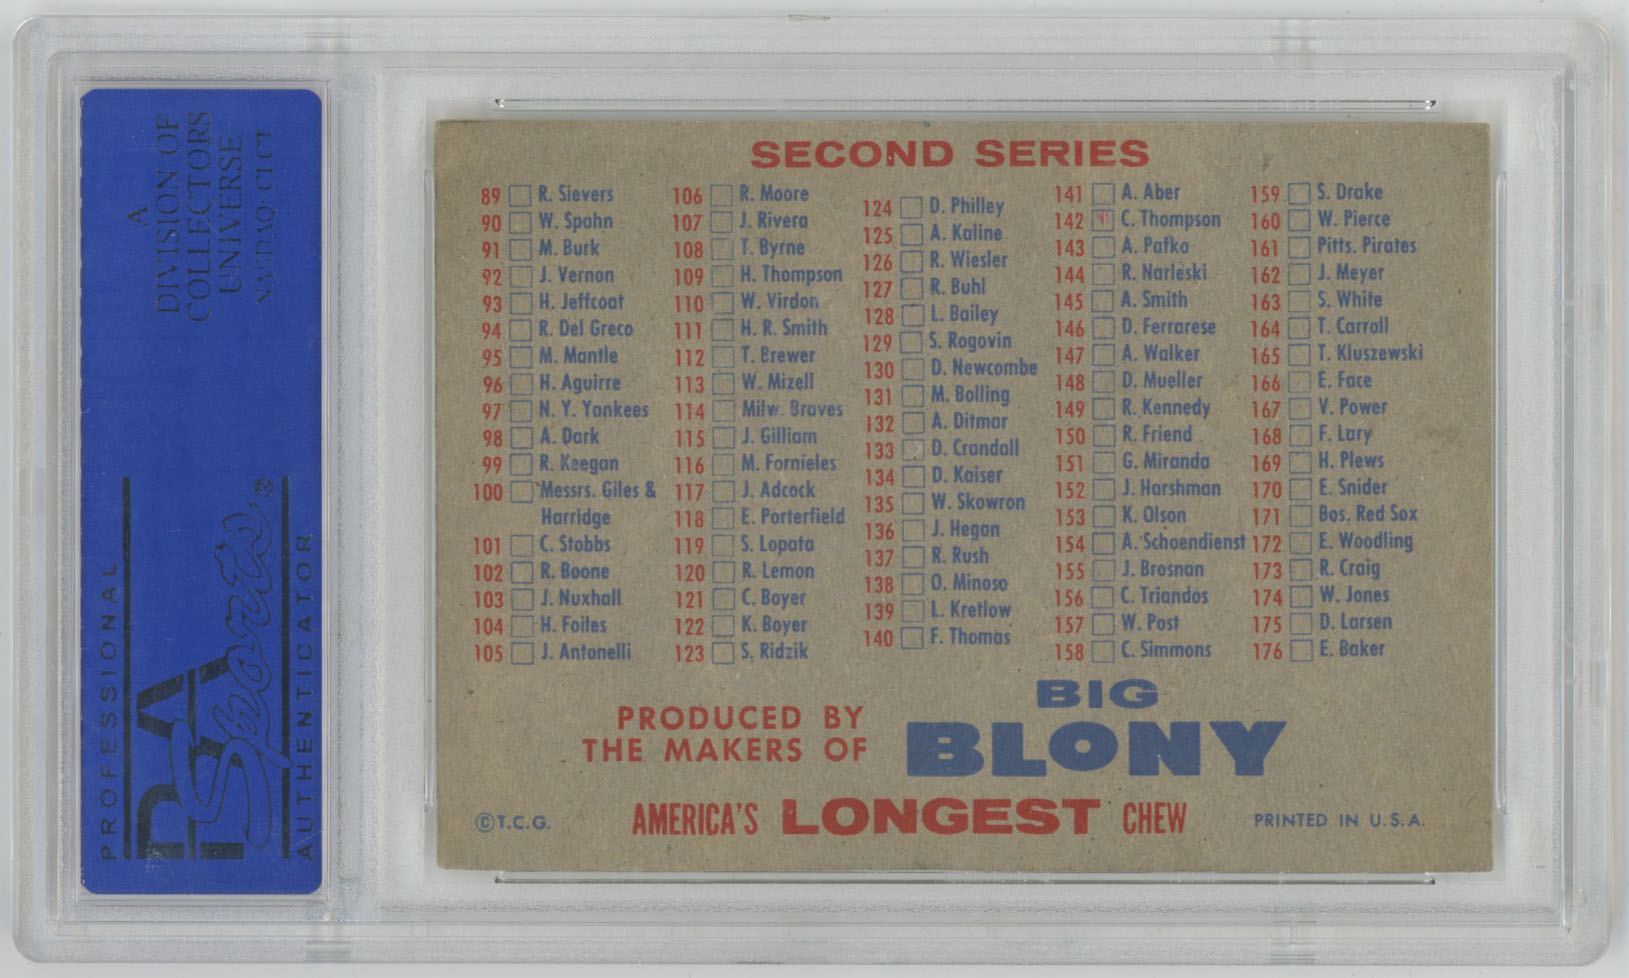 A
DIVISION OF
COLLECTORS
UNIVERSE
NASDAQ: CLCT
PROFESSIONAL
PSA
Sports®
AUTHENTICATOR
SECOND SERIES
89 R. Sievers
90 W. Spahn
91 M. Burk
92 J. Vernon
93 H. Jeffcoat
94 R. Del Greco
95 M. Mantle
96 H. Aguirre
97 N. Y. Yankees
98 A. Dark
99 R. Keegan
100 Messrs. Giles &
Harridge
101 C. Stobbs
102 R. Boone
103 J. Nuxhall
104 H. Foiles
105 J. Antonelli
106 R. Moore
107 J. Rivera
108 T. Byrne
109 H. Thompson
110 W. Virdon
111 H. R. Smith
112 T. Brewer
113 W. Mizell
114 Milw. Braves
115 J. Gilliam
116 M. Fornieles
117 J. Adcock
118 E. Porterfield
119 S. Lopata
120 R. Lemon
121 C. Boyer
122 K. Boyer
123 S. Ridzik
124 D. Philley
125 A. Kaline
126 R. Wiesler
127 R. Buhl
128 L. Bailey
129 S. Rogovin
130 D. Newcombe
131 M. Bolling
132 A. Ditmar
133 D. Crandall
134 D. Kaiser
135 W. Skowron
136 J. Hegan
137 R. Rush
138 O. Minoso
139 L. Kretlow
140 F. Thomas
141 A. Aber
142 C. Thompson
143 A. Pafko
144 R. Narleski
145 A. Smith
146 D. Ferrarese
147 A. Walker
148 D. Mueller
149 R. Kennedy
150 R. Friend
151 G. Miranda
152 J. Harshman
153 K. Olson
154 A. Schoendienst
155 J. Brosnan
156 C. Triandos
157 W. Post
158 C. Simmons
159 S. Drake
160 W. Pierce
161 Pitts. Pirates
162 J. Meyer
163 S. White
164 T. Carroll
165 T. Kluszewski
166 E. Face
167 V. Power
168 F. Lary
169 H. Plews
170 E. Snider
171 Bos. Red Sox
172 E. Woodling
173 R. Craig
174 W. Jones
175 D. Larsen
176 E. Baker
PRODUCED BY
THE MAKERS OF
BIG
BLONY
©T.C.G.
AMERICA'S LONGEST CHEW
PRINTED IN U.S.A.